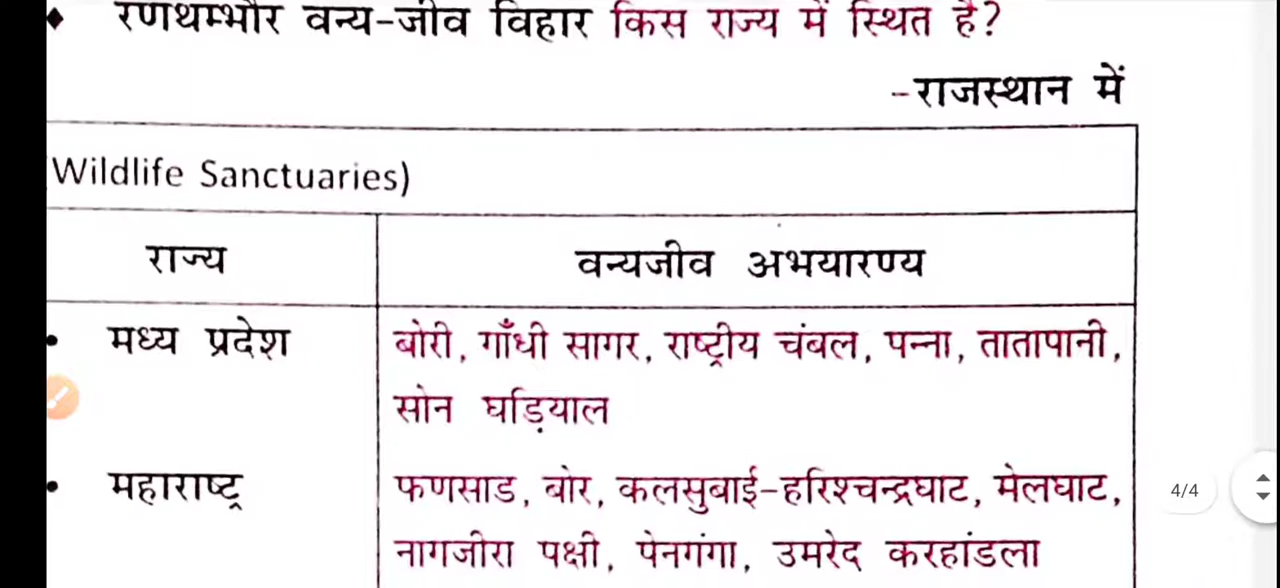 ♦ रणथम्भौर वन्य-जीव विहार किस राज्य में स्थित है?
-राजस्थान में
Wildlife Sanctuaries)
राज्य
वन्यजीव अभयारण्य
• मध्य प्रदेश
बोरी, गाँधी सागर, राष्ट्रीय चंबल, पन्ना, तातापानी,
सोन घड़ियाल
• महाराष्ट्र
फणसाड, बोर, कलसुबाई-हरिश्चन्द्रघाट, मेलघाट,
नागजीरा पक्षी, पेनगंगा, उमरेद करहांडला
4/4